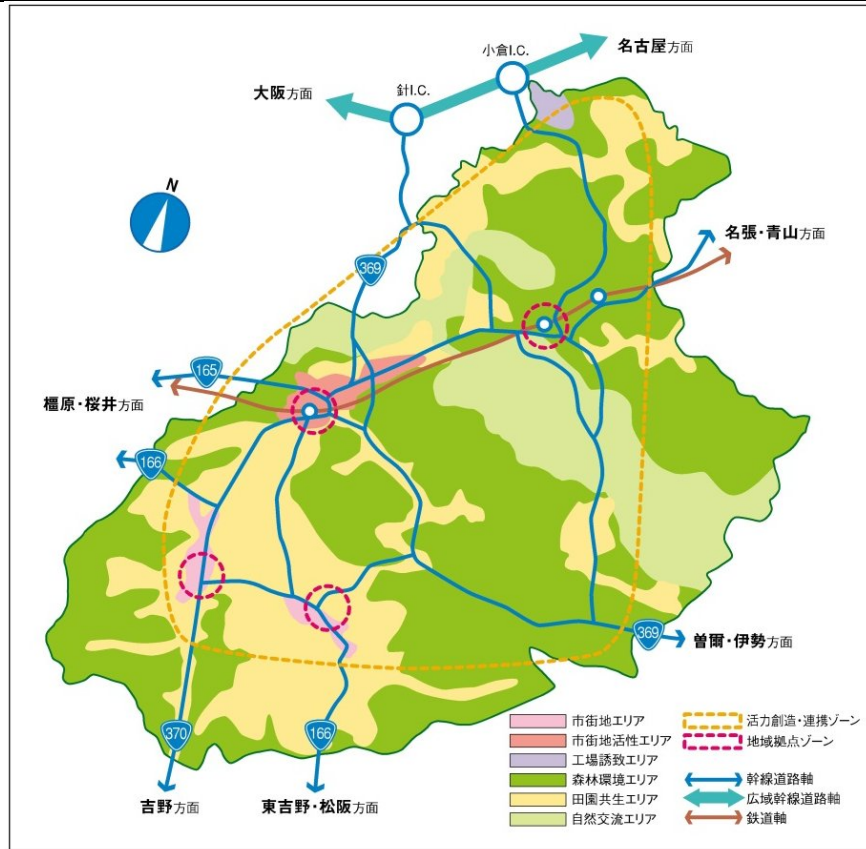 小倉I.C.
名古屋方面
針I.C.
大阪方面
N
名張・青山方面
369
165
橿原・桜井方面
166
369
曽爾・伊勢方面
370
166
吉野方面
東吉野・松阪方面
市街地エリア
市街地活性エリア
工場誘致エリア
森林環境エリア
田園共生エリア
自然交流エリア
活力創造・連携ゾーン
地域拠点ゾーン
幹線道路軸
広域幹線道路軸
鉄道軸